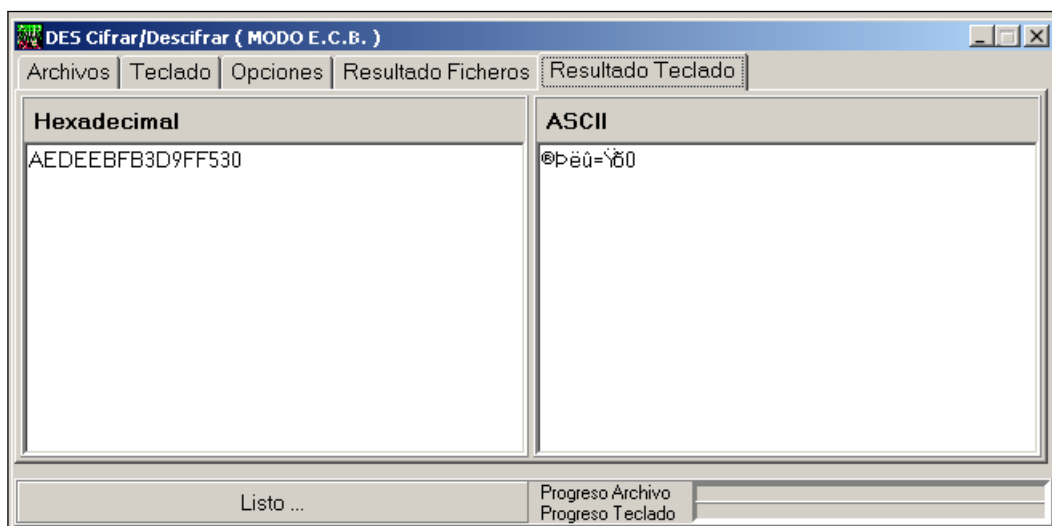 DES Cifrar/Descifrar ( MODO E.C.B. )
Archivos Teclado Opciones Resultado Ficheros Resultado Teclado
Hexadecimal ASCII
AEDEEBFB3D9FF530 ®Þëû=Ÿõ0
Listo ... Progreso Archivo
Progreso Teclado